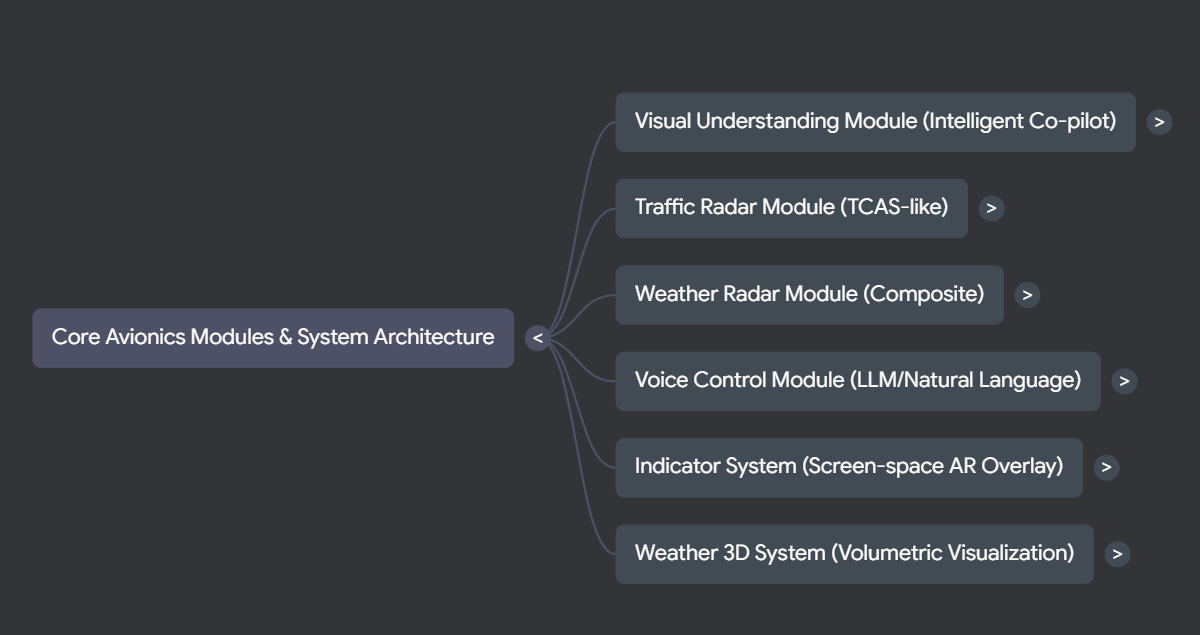 Visual Understanding Module (Intelligent Co-pilot) >
Traffic Radar Module (TCAS-like) >
Weather Radar Module (Composite) >
Core Avionics Modules & System Architecture <
Voice Control Module (LLM/Natural Language) >
Indicator System (Screen-space AR Overlay) >
Weather 3D System (Volumetric Visualization) >